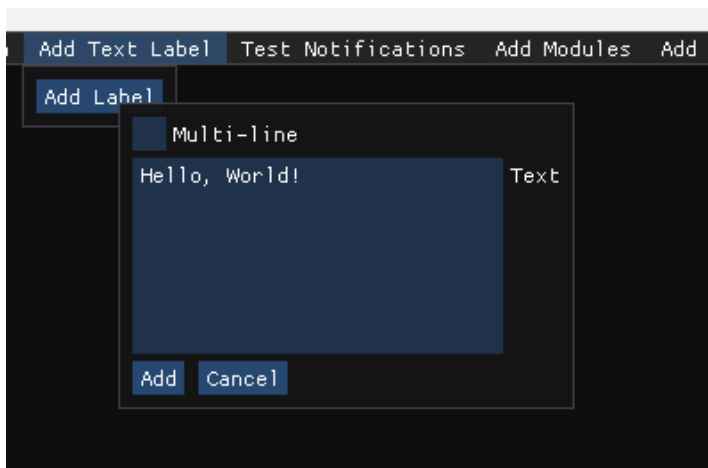 Add Text Label Test Notifications Add Modules Add
Add Label
Multi-line
Hello, World! Text
Add Cancel